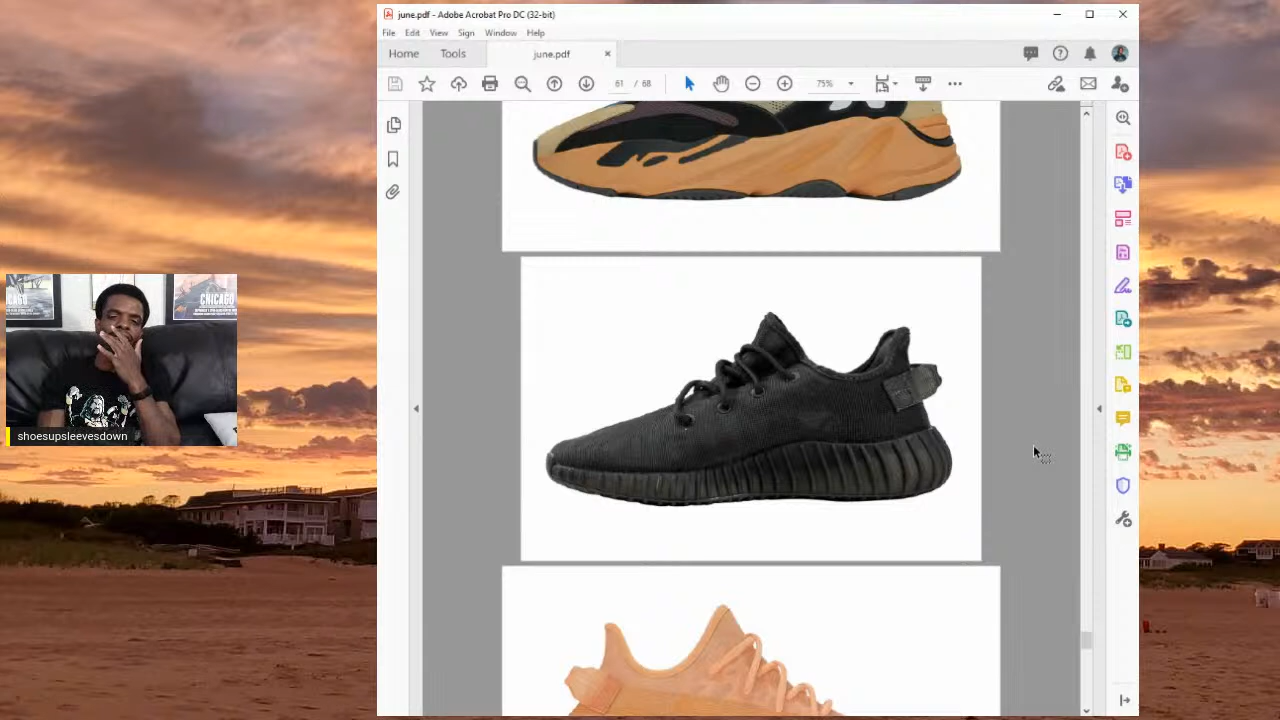 june.pdf - Adobe Acrobat Pro DC (32-bit)
File Edit View Sign Window Help
Home Tools june.pdf
61 / 68 75%
CHICAGO
shoesupsleevesdown